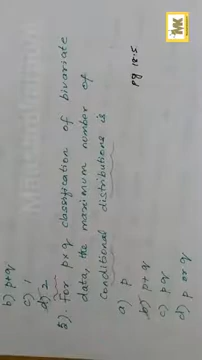 b) p+q
c) 1
d) 2
5). For p×q classification of bivariate
data, the maximum number of
conditional distributions is
a) p
b) p+q
c) pq
d) p or q
pg 18.5
MK